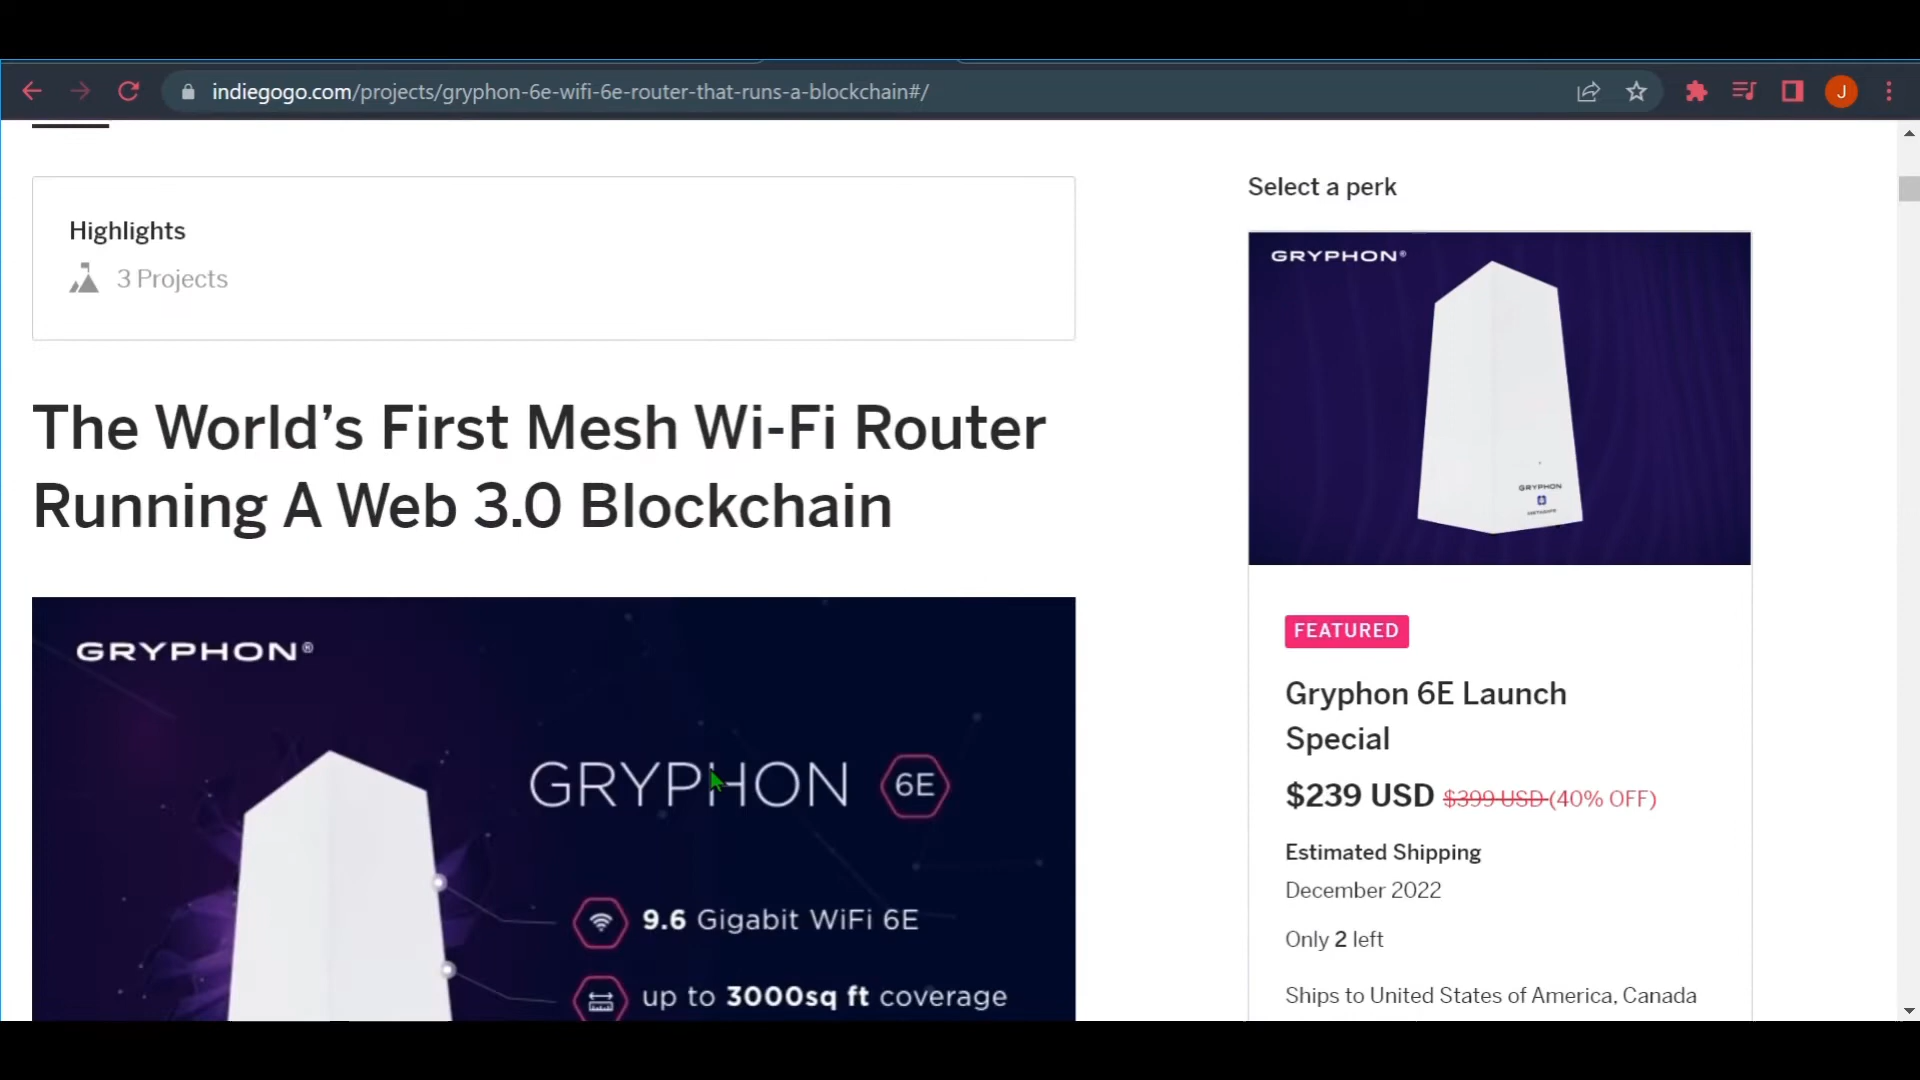 indiegogo.com/projects/gryphon-6e-wifi-6e-router-that-runs-a-blockchain#/
J
Highlights
3 Projects
The World's First Mesh Wi-Fi Router
Running A Web 3.0 Blockchain
GRYPHON®
GRYPHON 6E
9.6 Gigabit WiFi 6E
up to 3000sq ft coverage
Select a perk
GRYPHON®
GRYPHON
FEATURED
Gryphon 6E Launch
Special
$239 USD $399 USD (40% OFF)
Estimated Shipping
December 2022
Only 2 left
Ships to United States of America, Canada